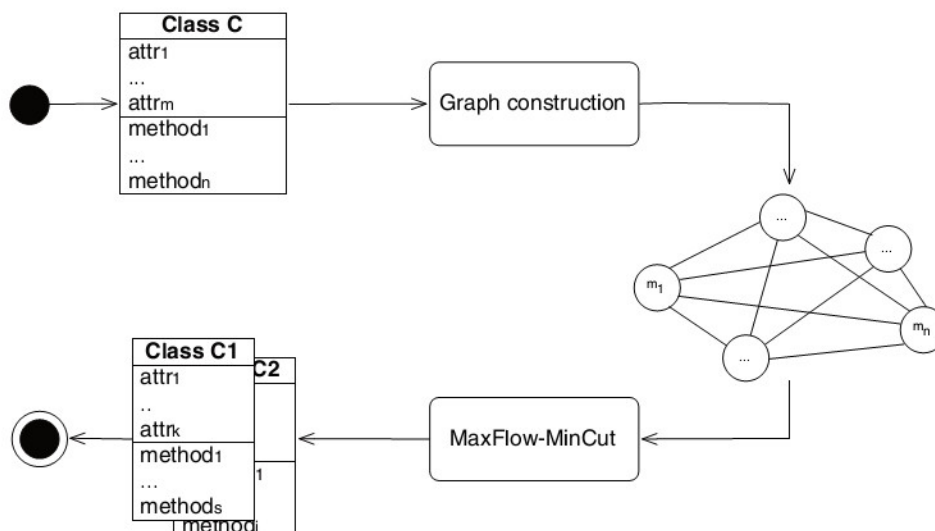 Class C
attr1
...
attrm
method1
...
methodn
Graph construction
...
...
m1
mn
...
Class C1
C2
attr1
..
attrk
method1
1
...
methods
methodj
MaxFlow-MinCut